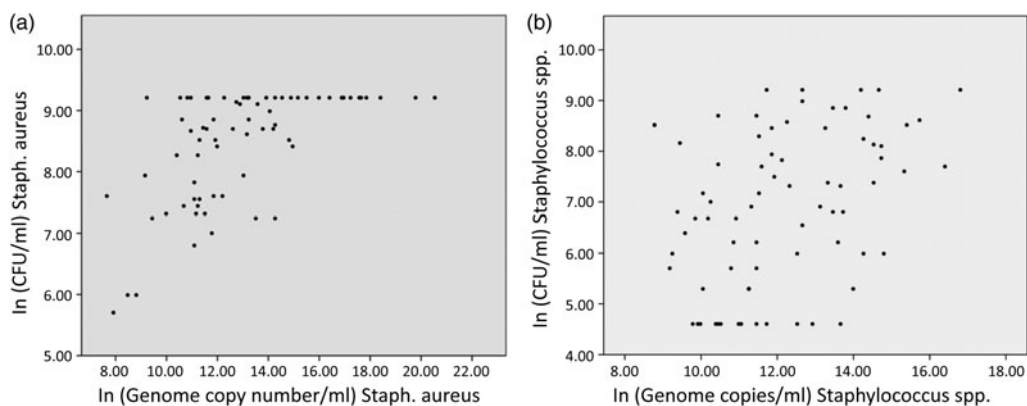 (a)
10.00
9.00
8.00
7.00
6.00
5.00
ln (CFU/ml) Staph. aureus
8.00 10.00 12.00 14.00 16.00 18.00 20.00 22.00
ln (Genome copy number/ml) Staph. aureus
(b)
10.00
9.00
8.00
7.00
6.00
5.00
4.00
ln (CFU/ml) Staphylococcus spp.
8.00 10.00 12.00 14.00 16.00 18.00
ln (Genome copies/ml) Staphylococcus spp.